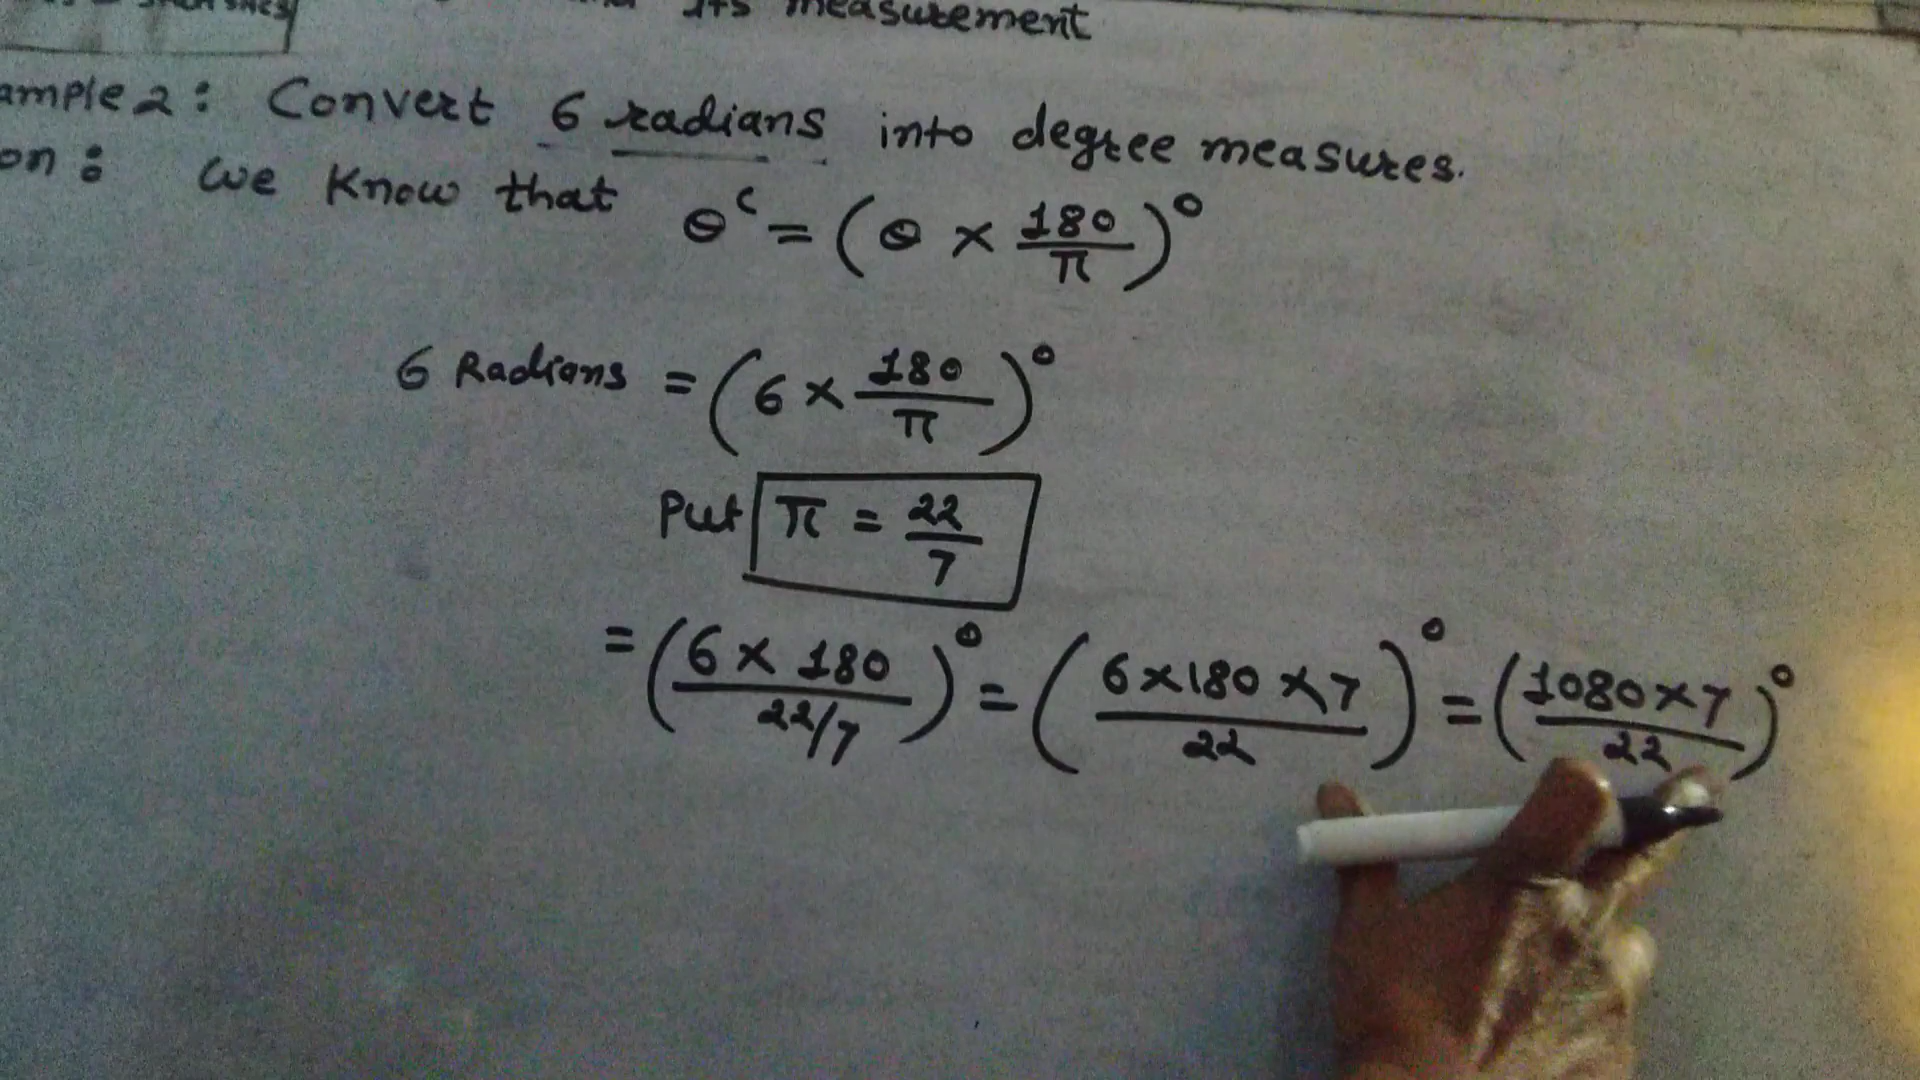 its measurement
ample 2: Convert 6 radians into degree measures.
on: We know that θ^c = (θ × 180/π)°
6 Radians = (6 × 180/π)°
Put π = 22/7
= (6 × 180 / 22/7)° = (6×180×7 / 22)° = (1080×7 / 22)°